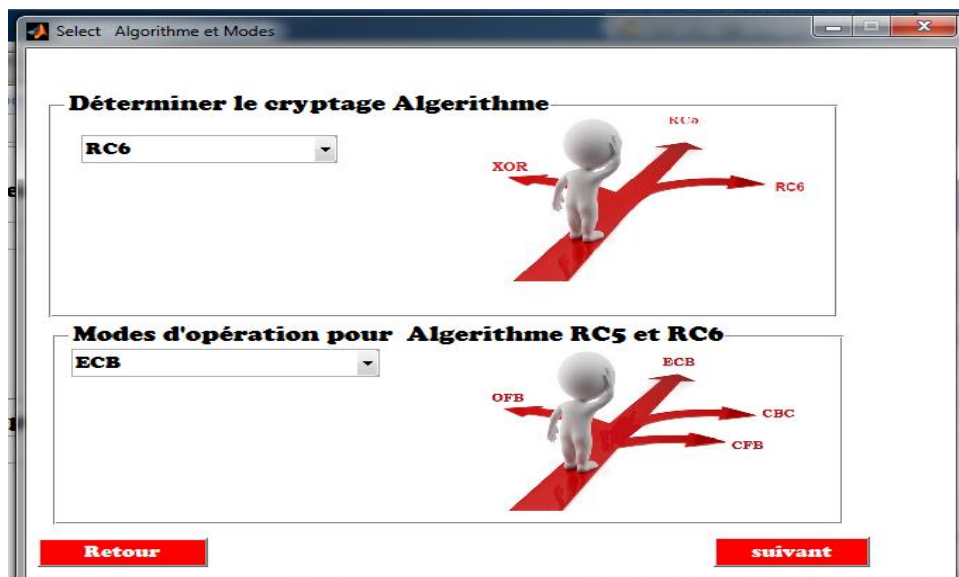 Select Algorithme et Modes
Déterminer le cryptage Algerithme
RC6
RC5
XOR
RC6
Modes d'opération pour Algerithme RC5 et RC6
ECB
ECB
OFB
CBC
CFB
Retour
suivant